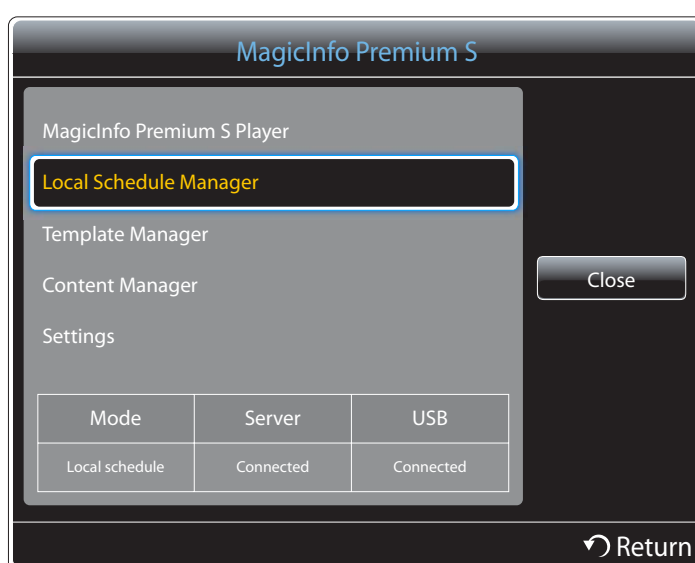 MagicInfo Premium S
MagicInfo Premium S Player
Local Schedule Manager
Template Manager
Content Manager
Close
Settings
Mode Server USB
Local schedule Connected Connected
Return